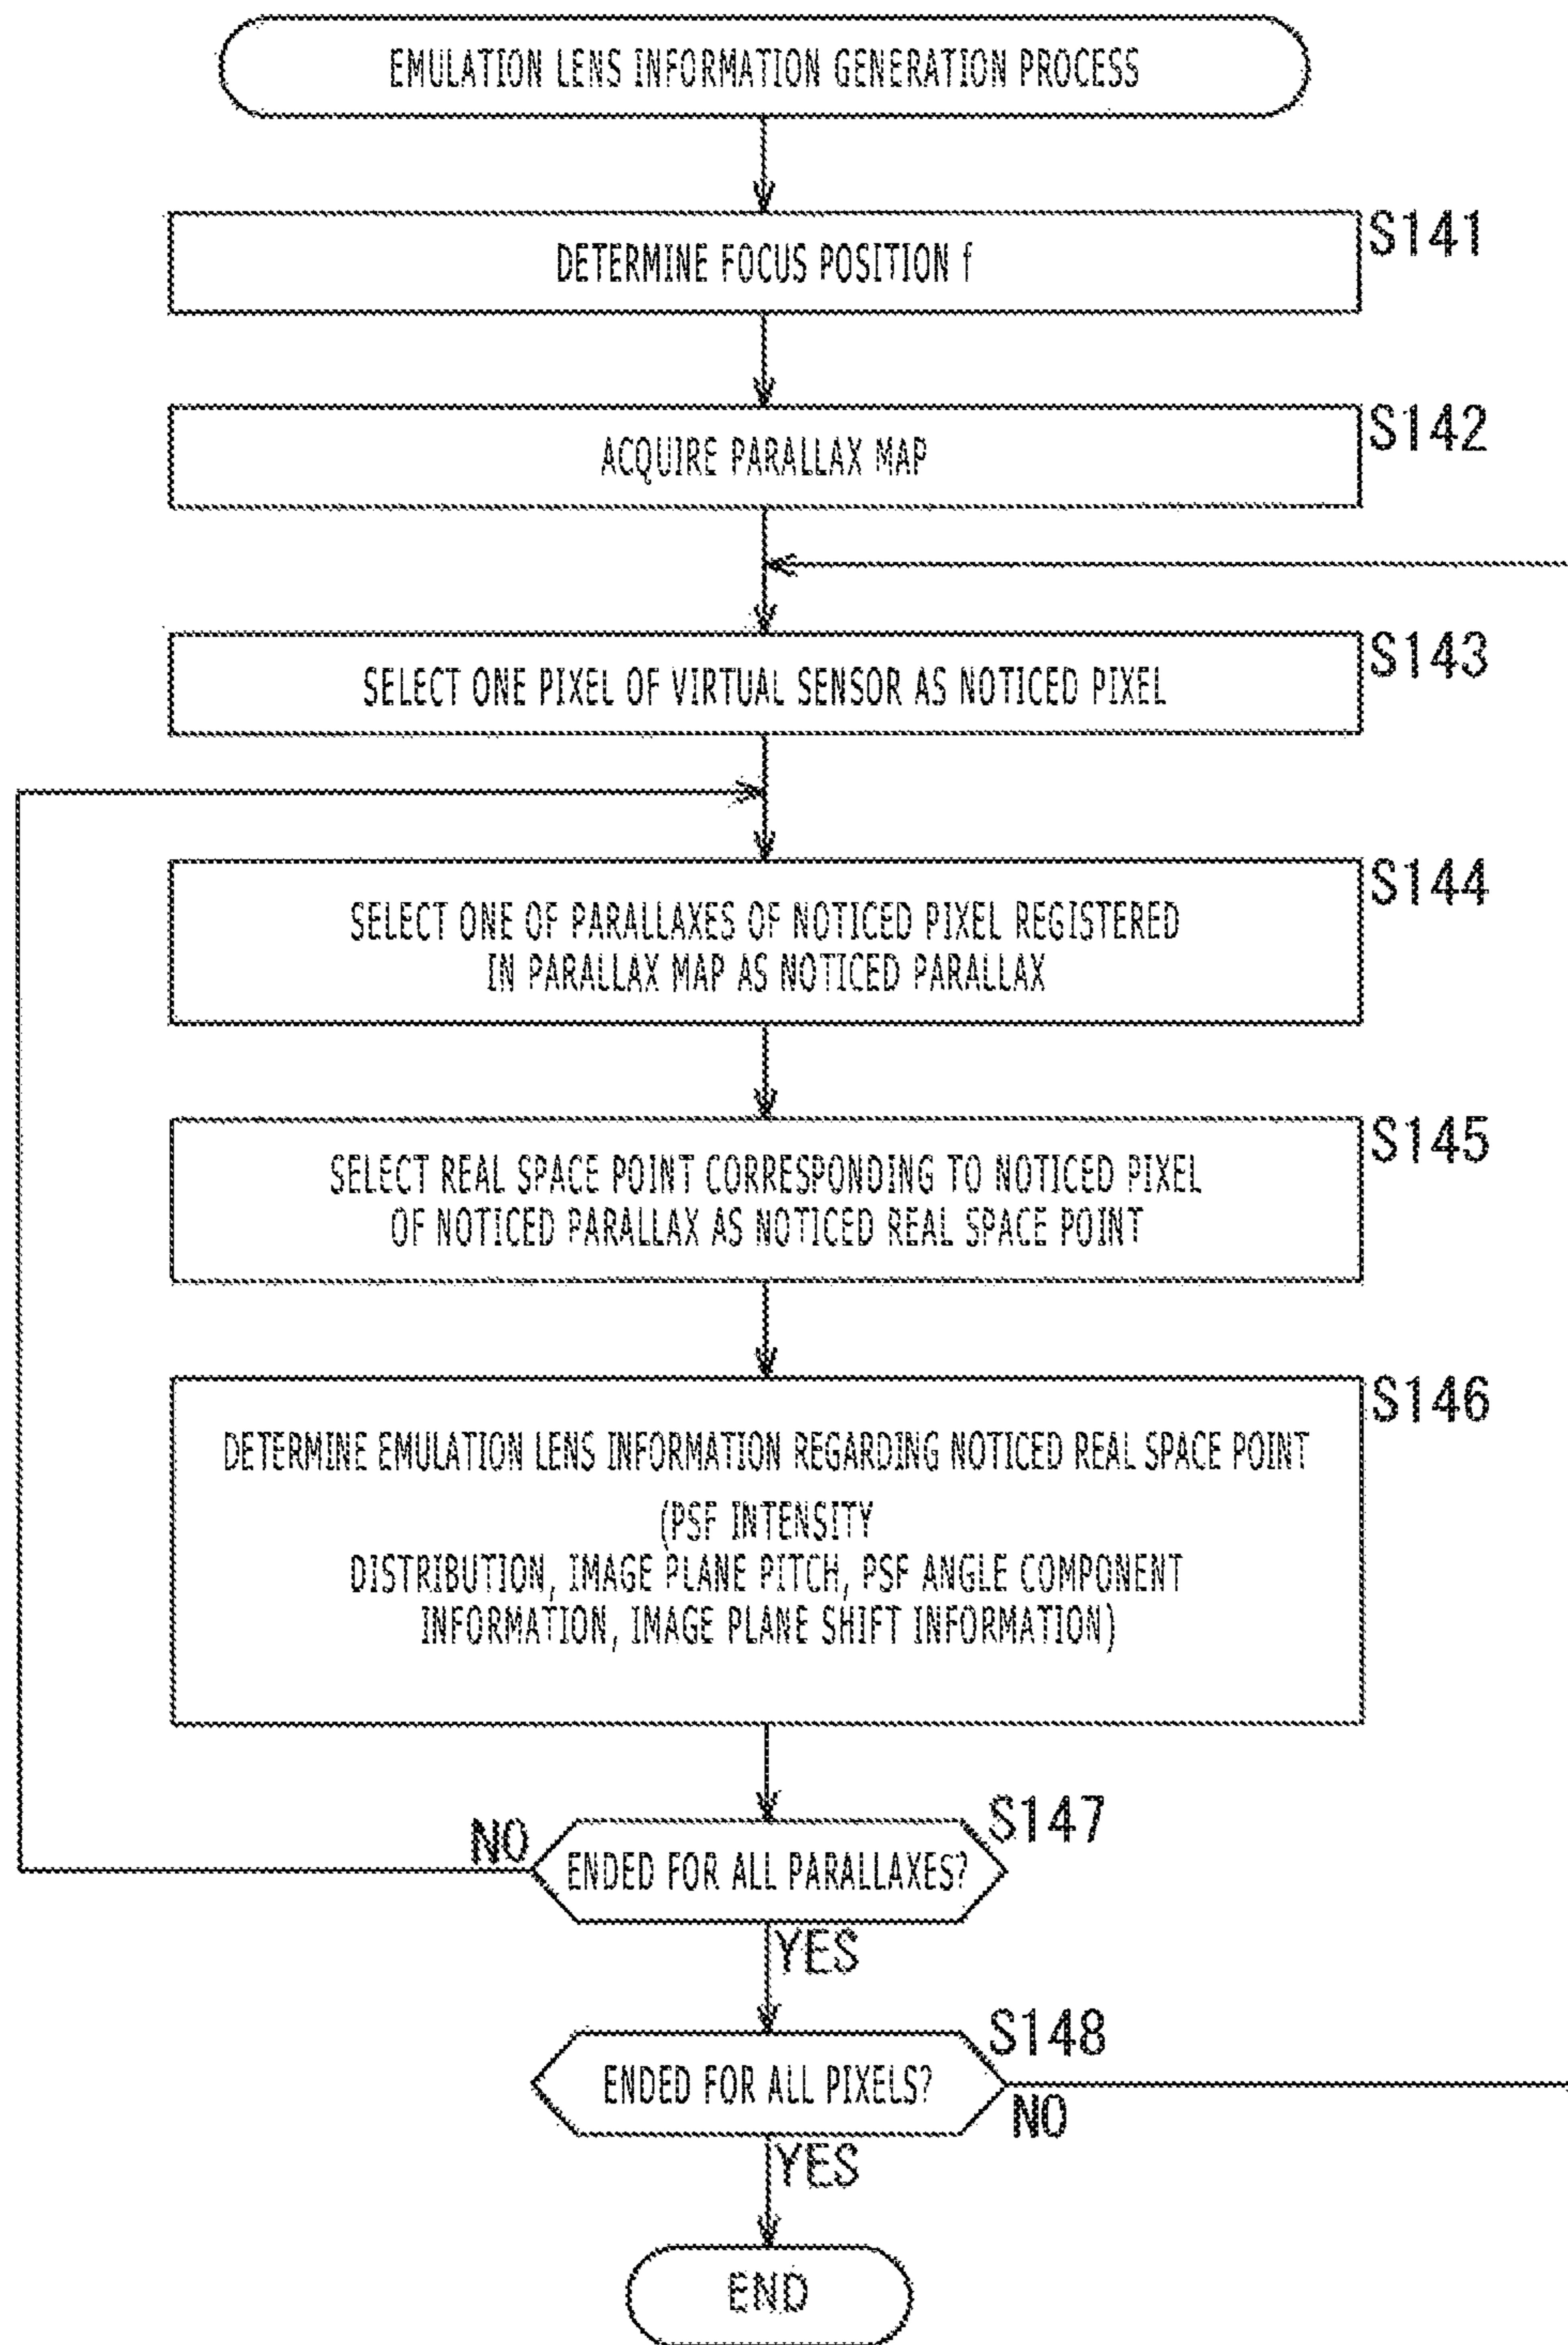 EMULATION LENS INFORMATION GENERATION PROCESS
S141
DETERMINE FOCUS POSITION f
S142
ACQUIRE PARALLAX MAP
S143
SELECT ONE PIXEL OF VIRTUAL SENSOR AS NOTICED PIXEL
S144
SELECT ONE OF PARALLAXES OF NOTICED PIXEL REGISTERED
IN PARALLAX MAP AS NOTICED PARALLAX
S145
SELECT REAL SPACE POINT CORRESPONDING TO NOTICED PIXEL
OF NOTICED PARALLAX AS NOTICED REAL SPACE POINT
S146
DETERMINE EMULATION LENS INFORMATION REGARDING NOTICED REAL SPACE POINT
(PSF INTENSITY
DISTRIBUTION, IMAGE PLANE PITCH, PSF ANGLE COMPONENT
INFORMATION, IMAGE PLANE SHIFT INFORMATION)
S147
NO
ENDED FOR ALL PARALLAXES?
YES
S148
ENDED FOR ALL PIXELS?
NO
YES
END